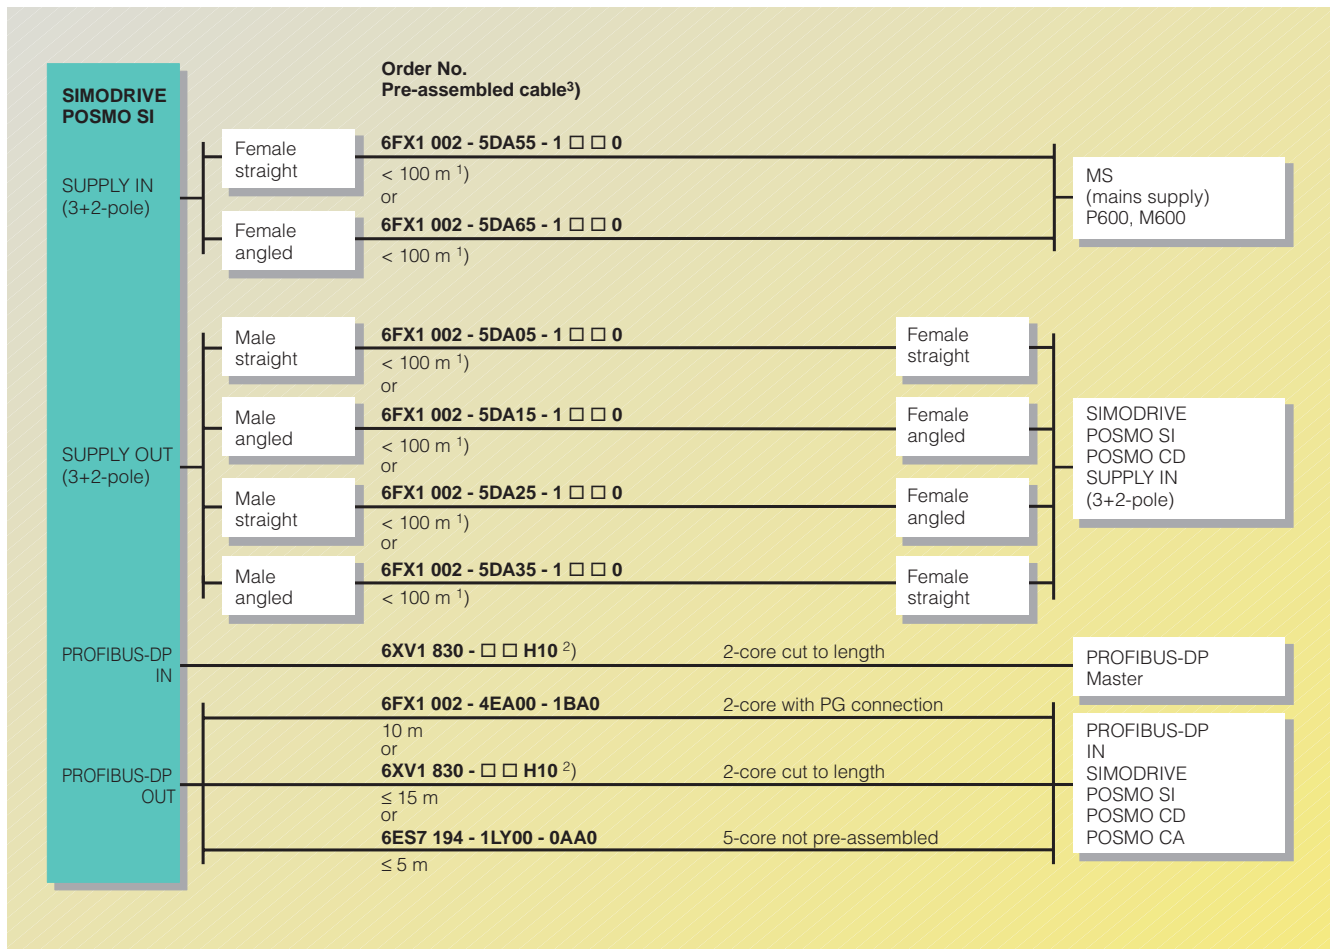 Order No.
Pre-assembled cable³)
SIMODRIVE
POSMO SI
SUPPLY IN
(3+2-pole)
Female
straight
6FX1 002 - 5DA55 - 1 □ □ 0
< 100 m ¹)
or
Female
angled
6FX1 002 - 5DA65 - 1 □ □ 0
< 100 m ¹)
MS
(mains supply)
P600, M600
SUPPLY OUT
(3+2-pole)
Male
straight
6FX1 002 - 5DA05 - 1 □ □ 0
< 100 m ¹)
or
Female
straight
Male
angled
6FX1 002 - 5DA15 - 1 □ □ 0
< 100 m ¹)
or
Female
angled
Male
straight
6FX1 002 - 5DA25 - 1 □ □ 0
< 100 m ¹)
or
Female
angled
Male
angled
6FX1 002 - 5DA35 - 1 □ □ 0
< 100 m ¹)
Female
straight
SIMODRIVE
POSMO SI
POSMO CD
SUPPLY IN
(3+2-pole)
PROFIBUS-DP
IN
6XV1 830 - □ □ H10 ²)
2-core cut to length
PROFIBUS-DP
Master
PROFIBUS-DP
OUT
6FX1 002 - 4EA00 - 1BA0
2-core with PG connection
10 m
or
6XV1 830 - □ □ H10 ²)
2-core cut to length
≤ 15 m
or
6ES7 194 - 1LY00 - 0AA0
5-core not pre-assembled
≤ 5 m
PROFIBUS-DP
IN
SIMODRIVE
POSMO SI
POSMO CD
POSMO CA